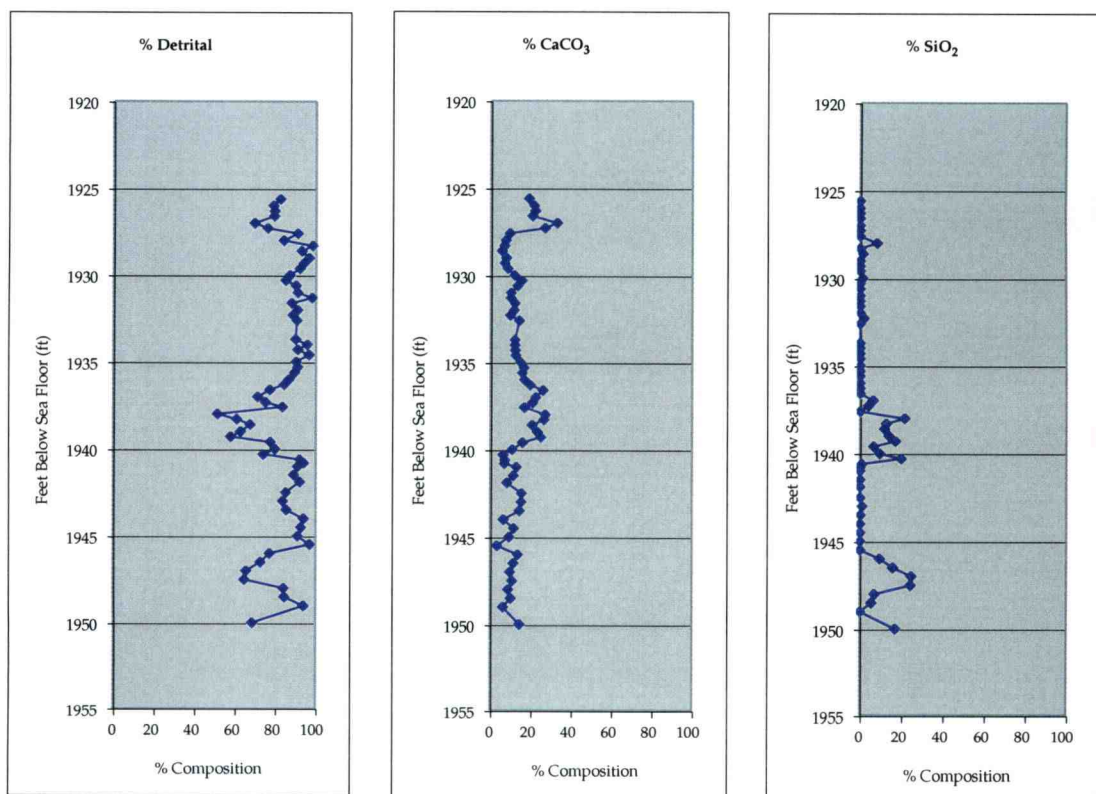 % Detrital
1920
1925
1930
1935
1940
1945
1950
1955
Feet Below Sea Floor (ft)
0 20 40 60 80 100
% Composition
% CaCO₃
1920
1925
1930
1935
1940
1945
1950
1955
Feet Below Sea Floor (ft)
0 20 40 60 80 100
% Composition
% SiO₂
1920
1925
1930
1935
1940
1945
1950
1955
Feet Below Sea Floor (ft)
0 20 40 60 80 100
% Composition